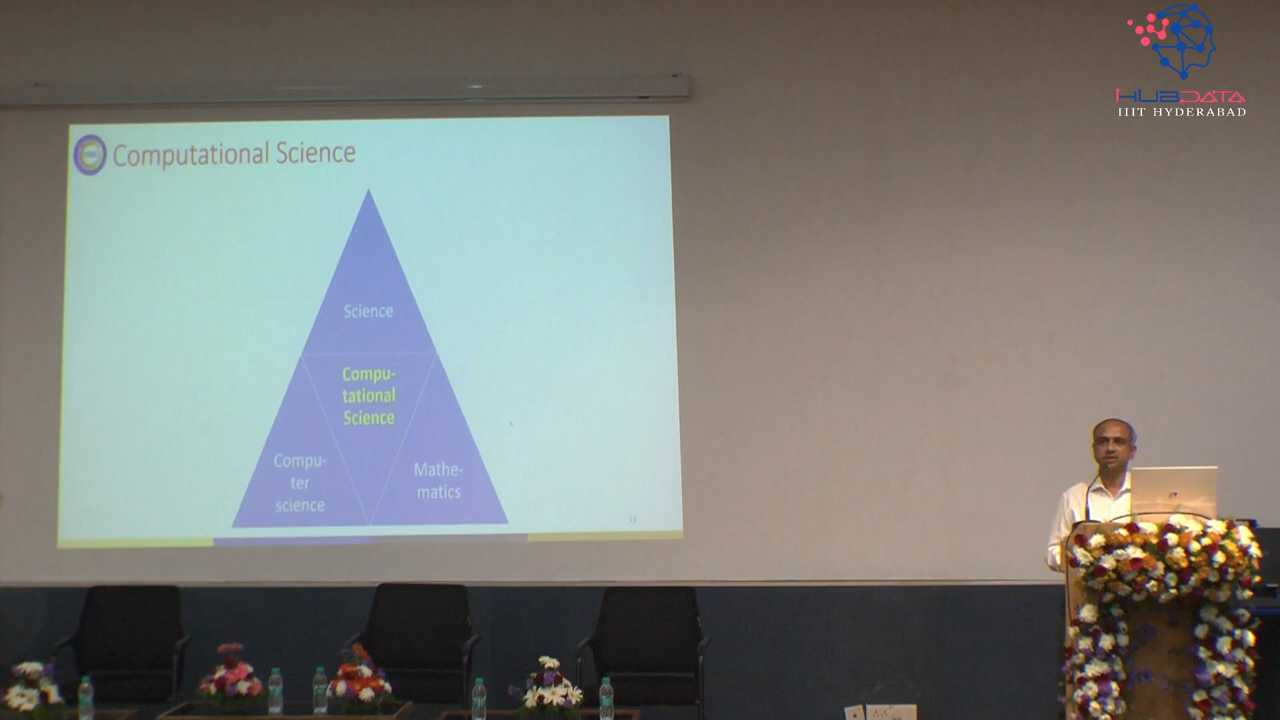 Computational Science
Science
Compu-
tational
Science
Compu-
ter
science
Mathe-
matics
HUBDATA
IIIT HYDERABAD